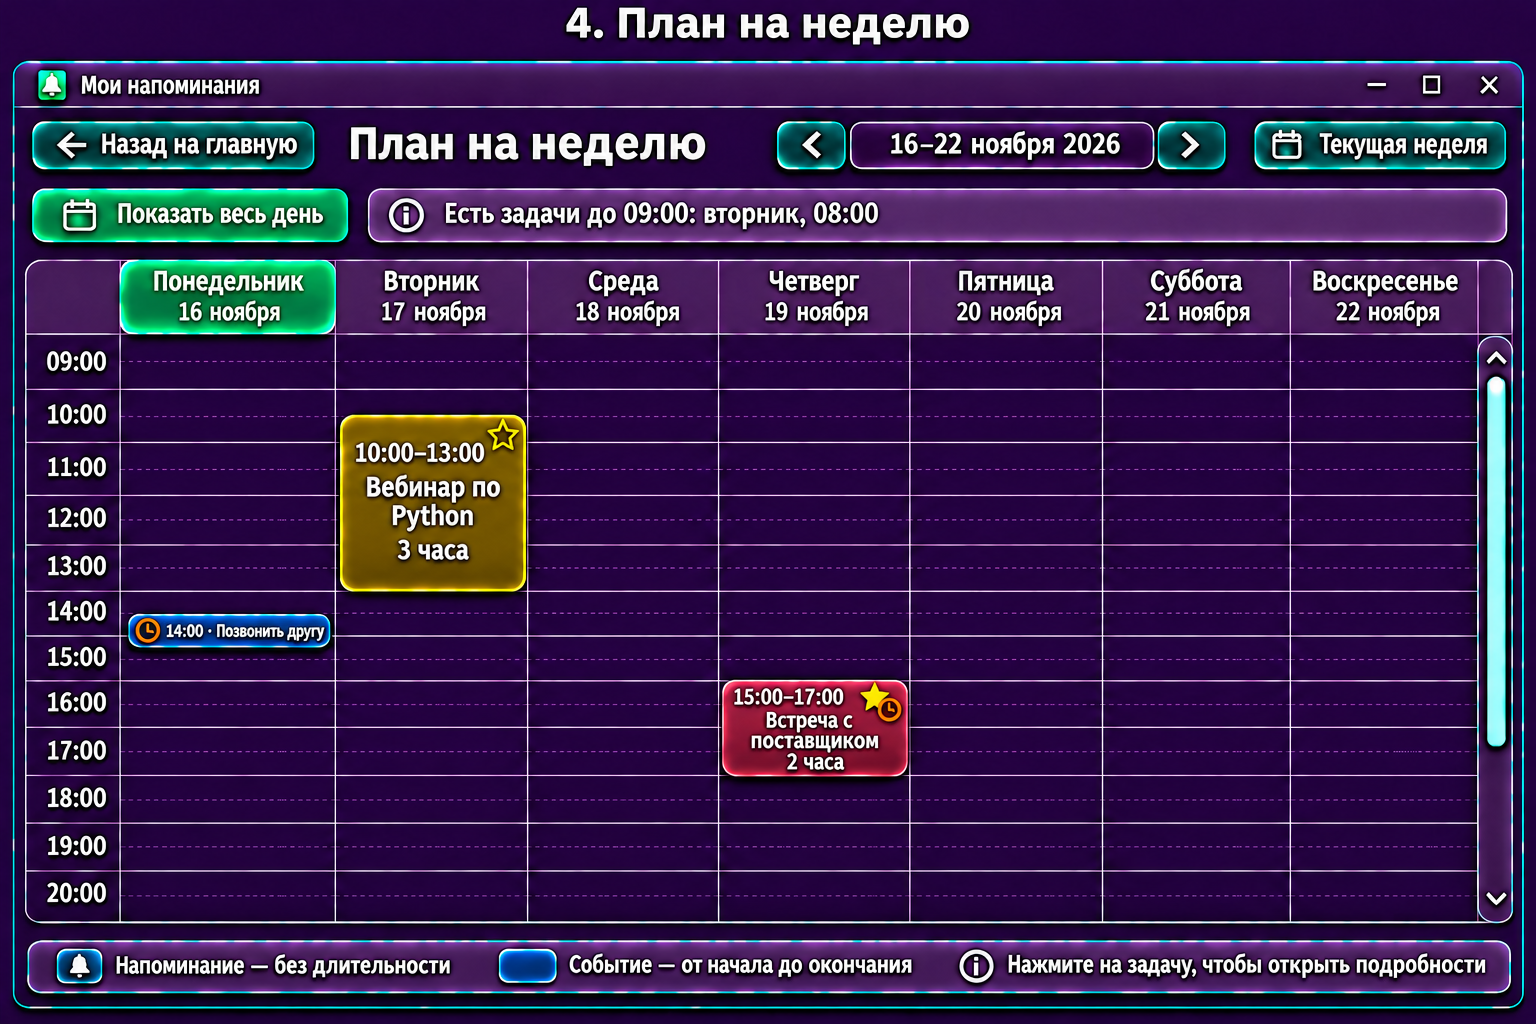 4. План на неделю
Мои напоминания
Назад на главную
План на неделю
16–22 ноября 2026
Текущая неделя
Показать весь день
Есть задачи до 09:00: вторник, 08:00
Понедельник
16 ноября
Вторник
17 ноября
Среда
18 ноября
Четверг
19 ноября
Пятница
20 ноября
Суббота
21 ноября
Воскресенье
22 ноября
09:00
10:00
11:00
12:00
13:00
14:00
15:00
16:00
17:00
18:00
19:00
20:00
14:00 · Позвонить другу
10:00–13:00
Вебинар по
Python
3 часа
15:00–17:00
Встреча с
поставщиком
2 часа
Напоминание — без длительности
Событие — от начала до окончания
Нажмите на задачу, чтобы открыть подробности